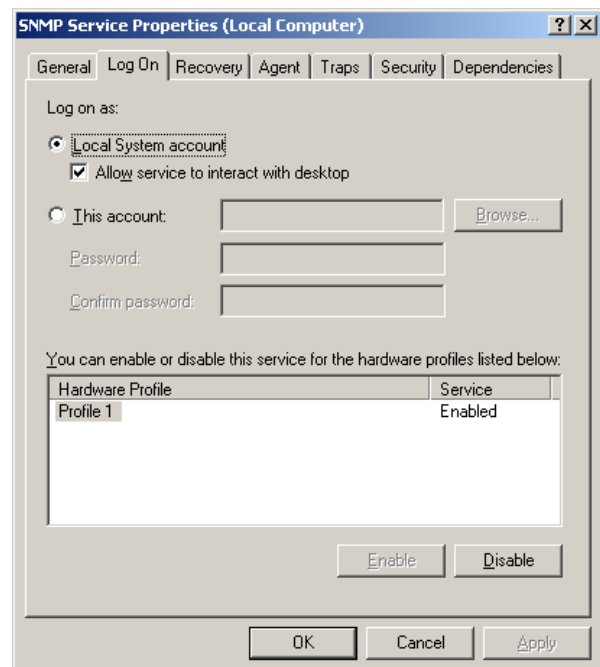 SNMP Service Properties (Local Computer)
General Log On Recovery Agent Traps Security Dependencies
Log on as:
Local System account
Allow service to interact with desktop
This account:
Browse...
Password:
Confirm password:
You can enable or disable this service for the hardware profiles listed below:
Hardware Profile Service
Profile 1 Enabled
Enable Disable
OK Cancel Apply